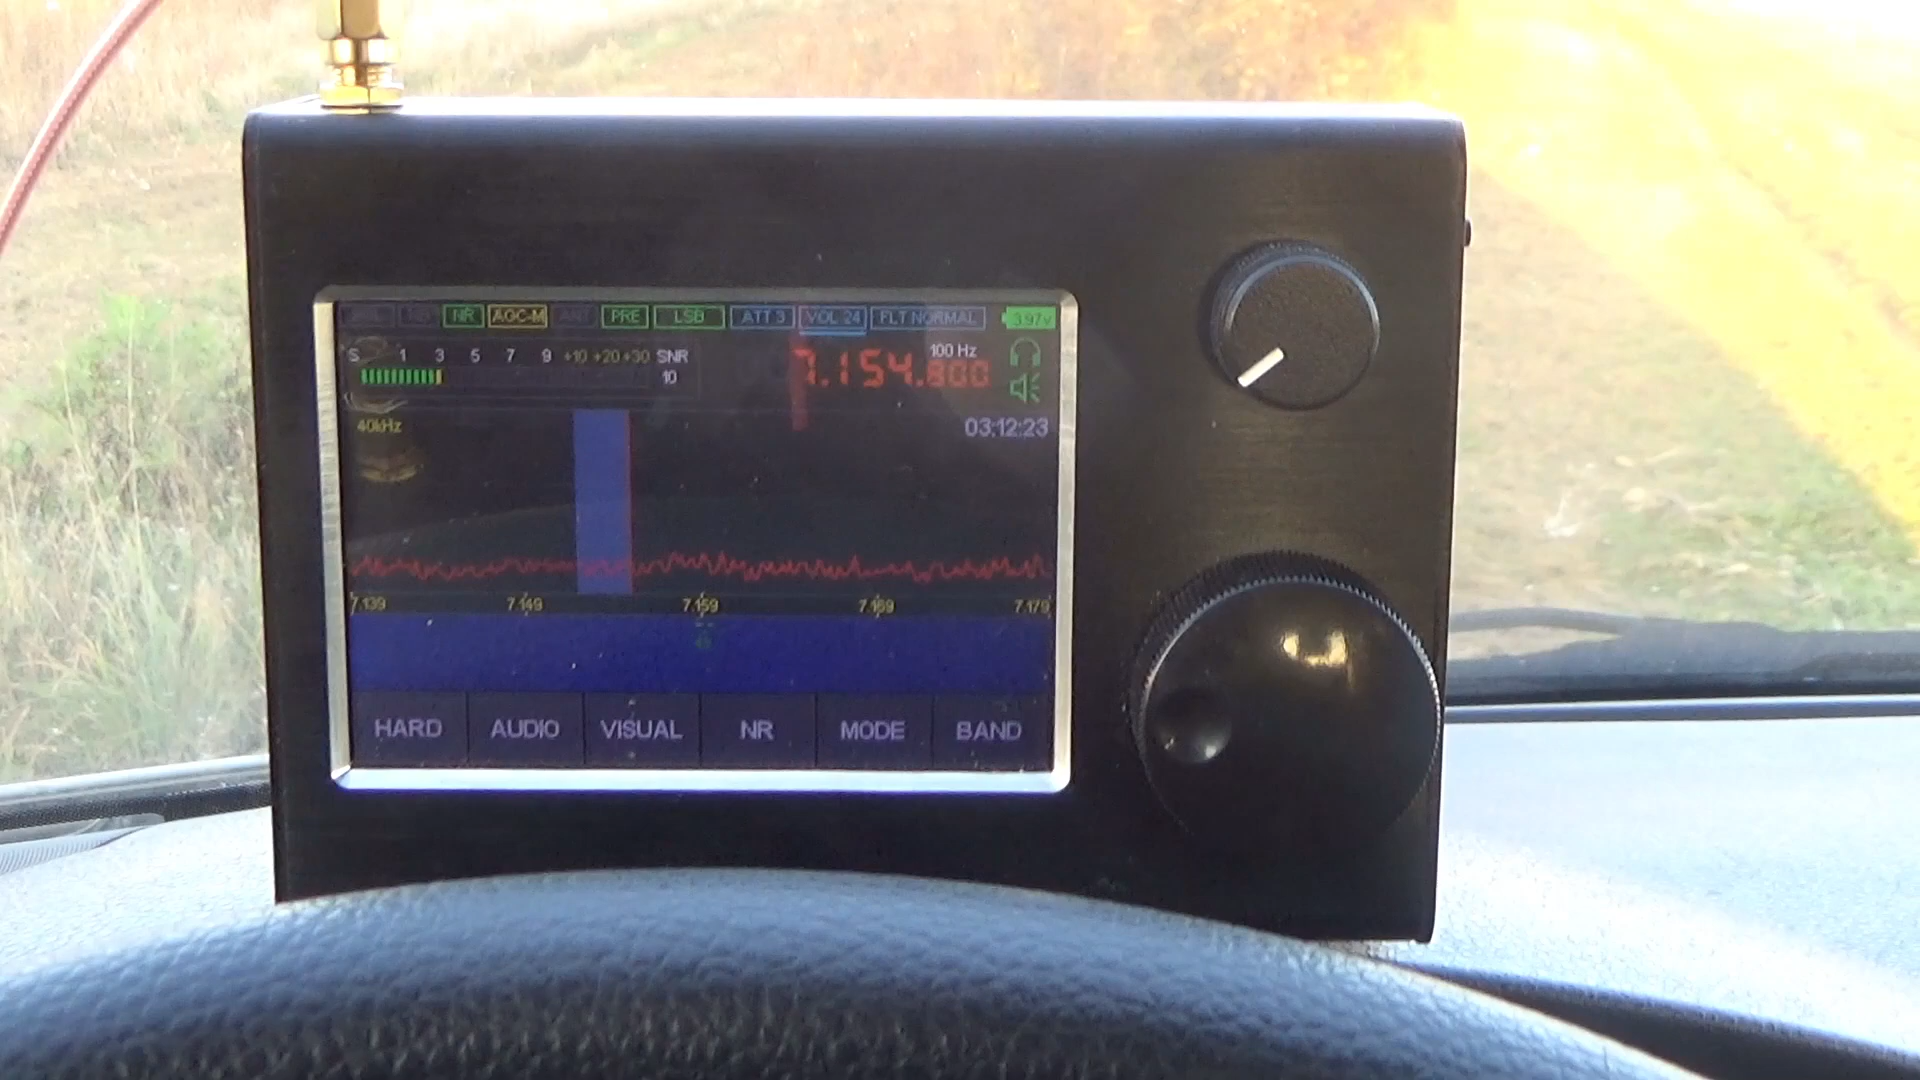 NR AGC-M ANT PRE LSB ATT 3 VOL 24 FLT NORMAL 3.97V
S 1 3 5 7 9 +10 +20 +30 SNR
10
100 Hz
7.154.800
40kHz
03:12:23
7.139 7.149 7.159 7.169 7.179
HARD AUDIO VISUAL NR MODE BAND